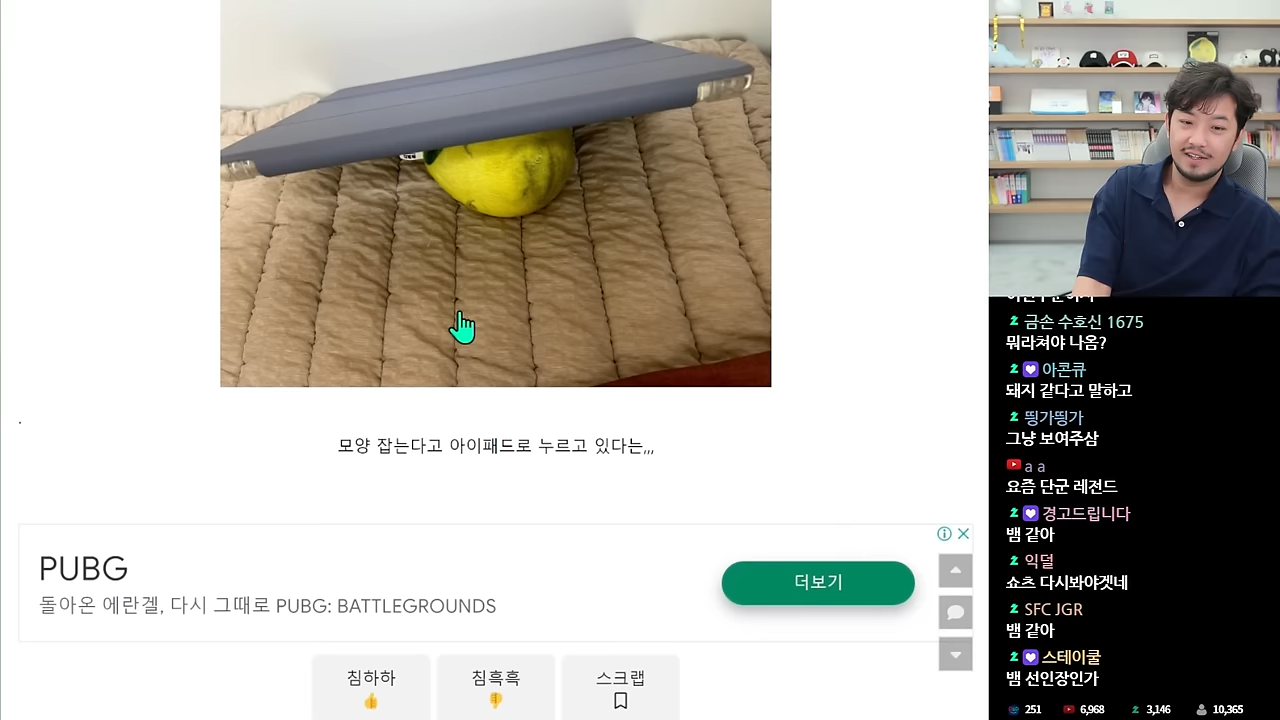 .
모양 잡는다고 아이패드로 누르고 있다는,,,
PUBG
돌아온 에란겔, 다시 그때로 PUBG: BATTLEGROUNDS
더보기
침하하
침흑흑
스크랩
금손 수호신 1675
뭐라쳐야 나옴?
아콘큐
돼지 같다고 말하고
띵가띵가
그냥 보여주삼
a a
요즘 단군 레전드
경고드립니다
뱀 같아
익덜
쇼츠 다시봐야겟네
SFC JGR
뱀 같아
스테이쿨
뱀 선인장인가
251 6,968 3,146 10,365